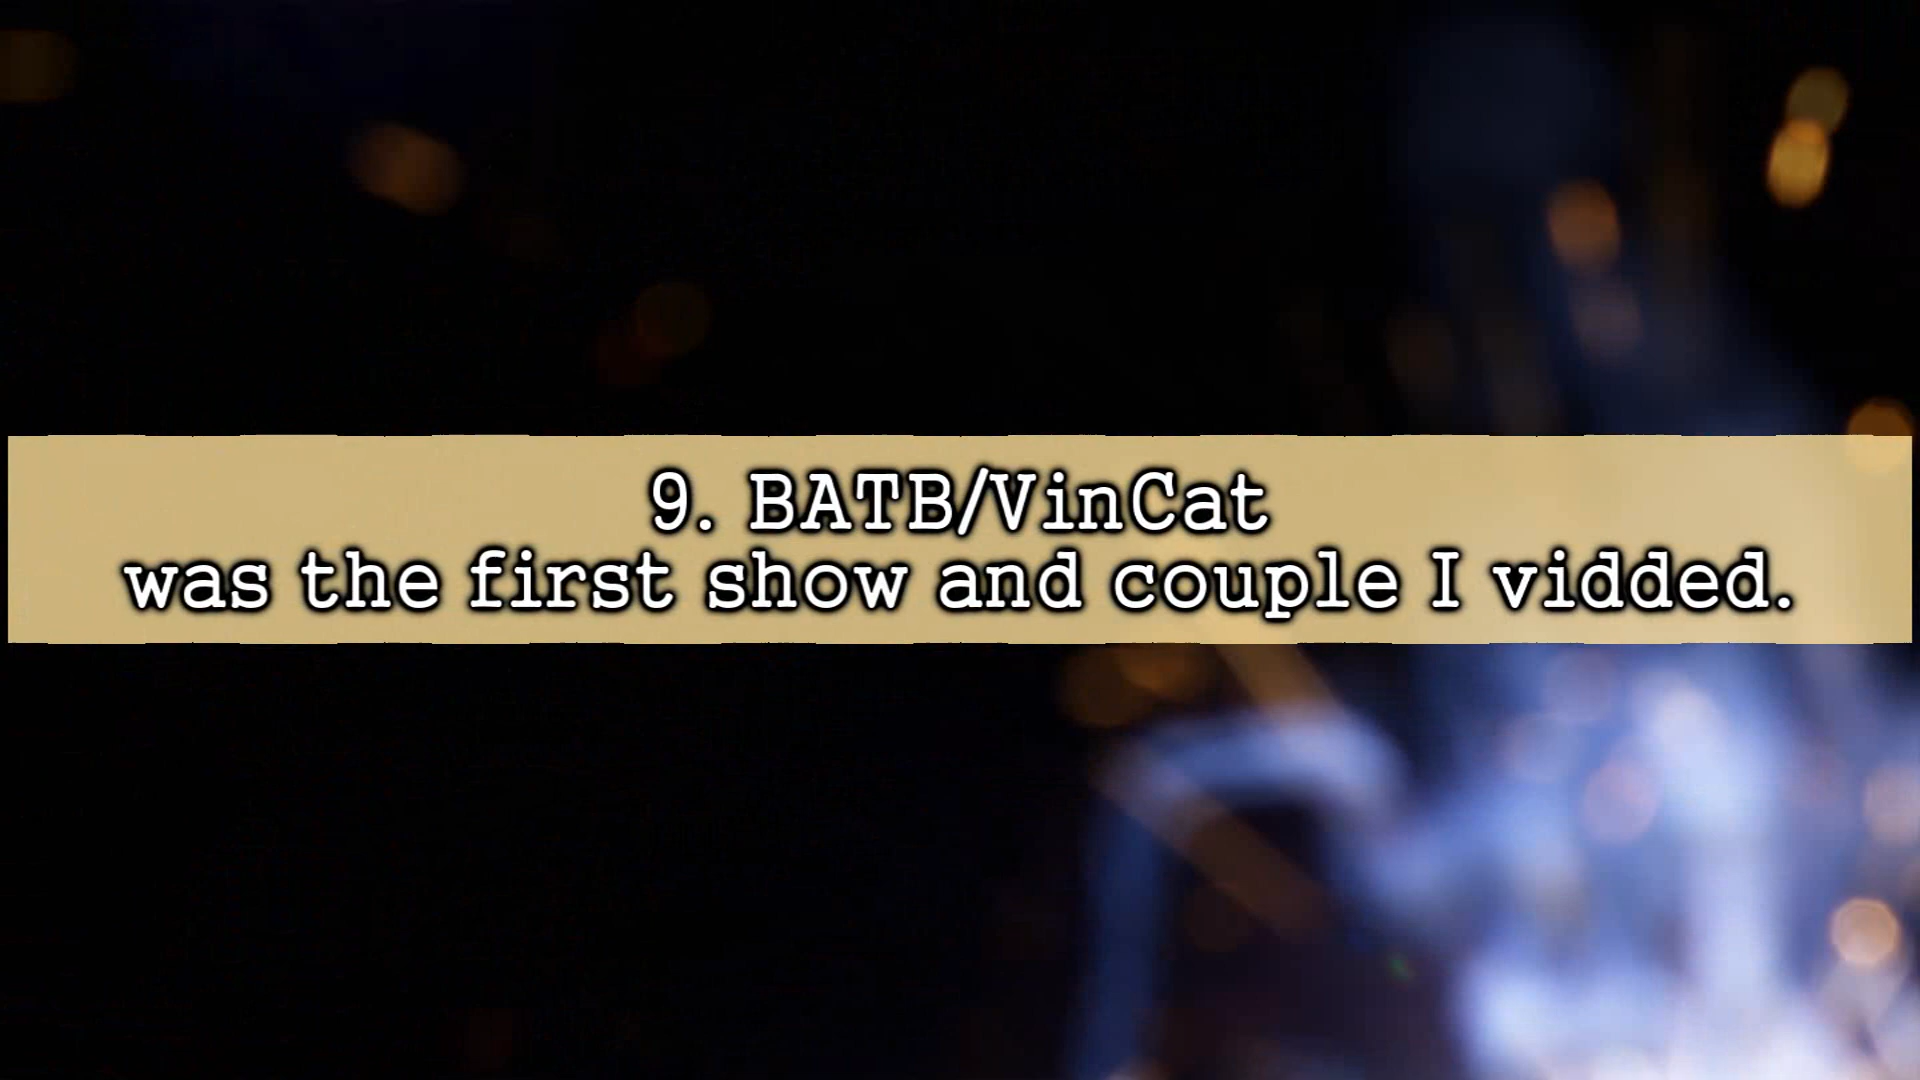 9. BATB/VinCat
was the first show and couple I vidded.